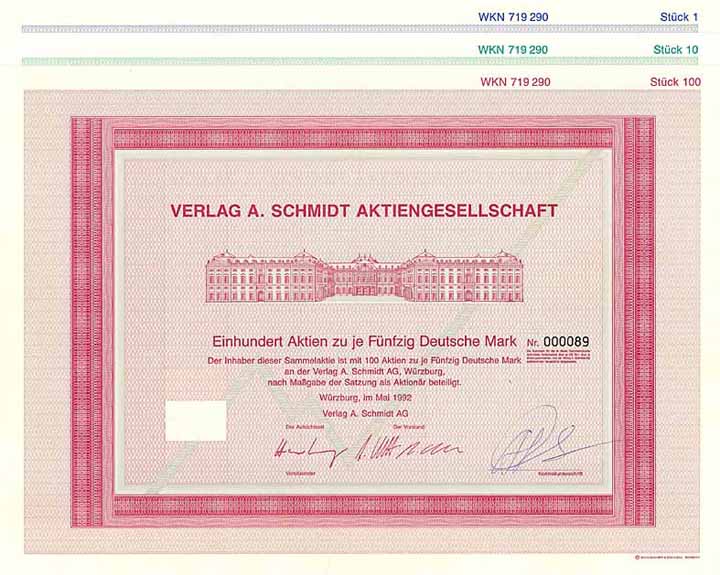 WKN 719 290 Stück 1
WKN 719 290 Stück 10
WKN 719 290 Stück 100
VERLAG A. SCHMIDT AKTIENGESELLSCHAFT
Einhundert Aktien zu je Fünfzig Deutsche Mark Nr. 000089
Der Inhaber dieser Sammelaktie ist mit 100 Aktien zu je Fünfzig Deutsche Mark
an der Verlag A. Schmidt AG, Würzburg,
nach Maßgabe der Satzung als Aktionär beteiligt.
Würzburg, im Mai 1992
Verlag A. Schmidt AG
Der Aufsichtsrat Der Vorstand
Vorsitzender Kontrollunterschrift